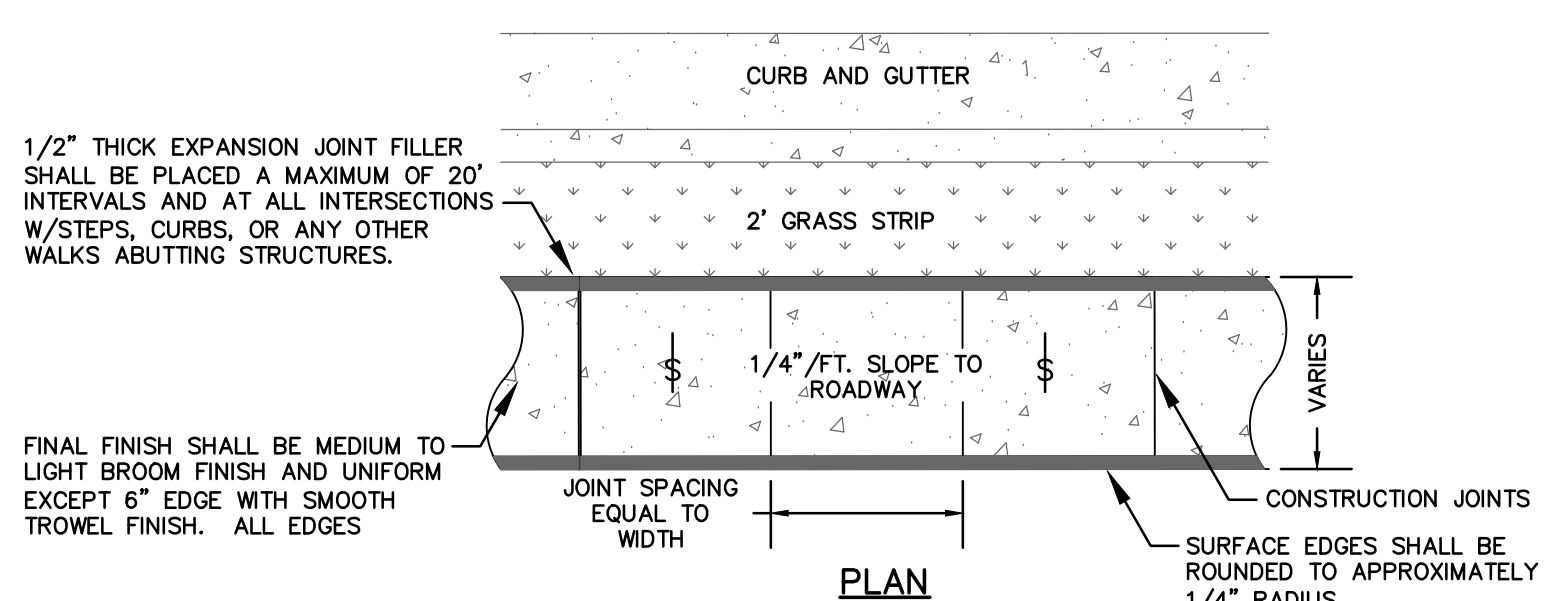 CURB AND GUTTER
1/2" THICK EXPANSION JOINT FILLER
SHALL BE PLACED A MAXIMUM OF 20'
INTERVALS AND AT ALL INTERSECTIONS
W/STEPS, CURBS, OR ANY OTHER
WALKS ABUTTING STRUCTURES.
2' GRASS STRIP
S
1/4"/FT. SLOPE TO
ROADWAY
S
VARIES
FINAL FINISH SHALL BE MEDIUM TO
LIGHT BROOM FINISH AND UNIFORM
EXCEPT 6" EDGE WITH SMOOTH
TROWEL FINISH. ALL EDGES
JOINT SPACING
EQUAL TO
WIDTH
CONSTRUCTION JOINTS
SURFACE EDGES SHALL BE
ROUNDED TO APPROXIMATELY
1/4" RADIUS
PLAN